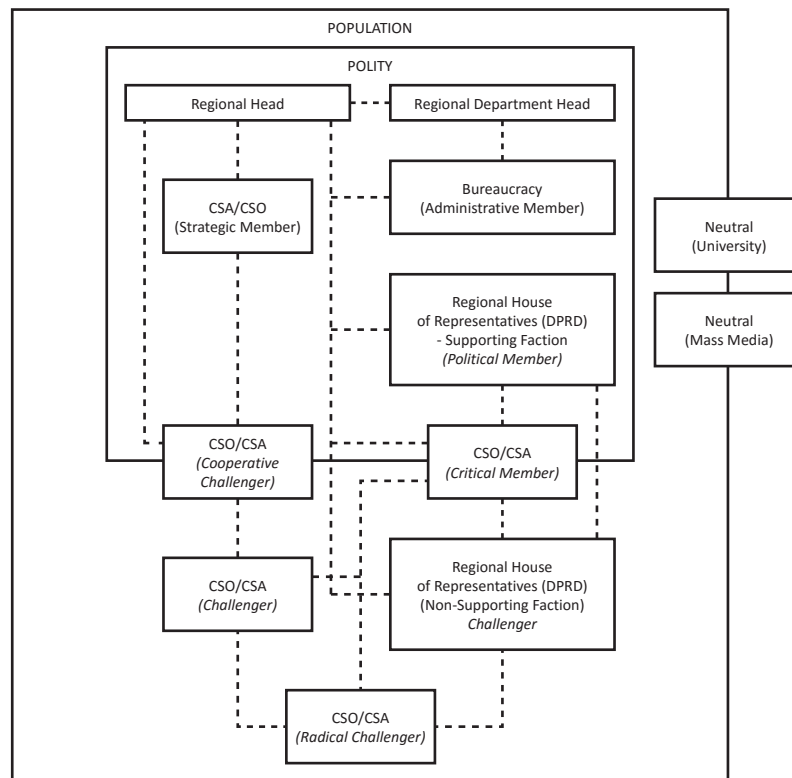 POPULATION
POLITY
Regional Head
Regional Department Head
CSA/CSO
(Strategic Member)
Bureaucracy
(Administrative Member)
Neutral
(University)
Regional House
of Representatives (DPRD)
- Supporting Faction
(Political Member)
Neutral
(Mass Media)
CSO/CSA
(Cooperative
Challenger)
CSO/CSA
(Critical Member)
CSO/CSA
(Challenger)
Regional House
of Representatives (DPRD)
(Non-Supporting Faction)
Challenger
CSO/CSA
(Radical Challenger)